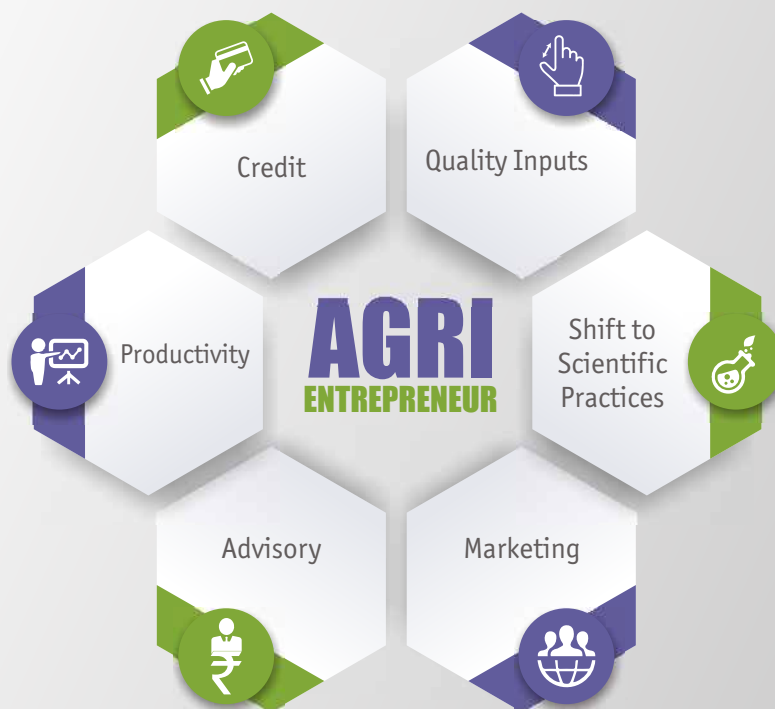 Credit
Quality Inputs
Productivity
AGRI
ENTREPRENEUR
Shift to
Scientific
Practices
Advisory
Marketing
₹